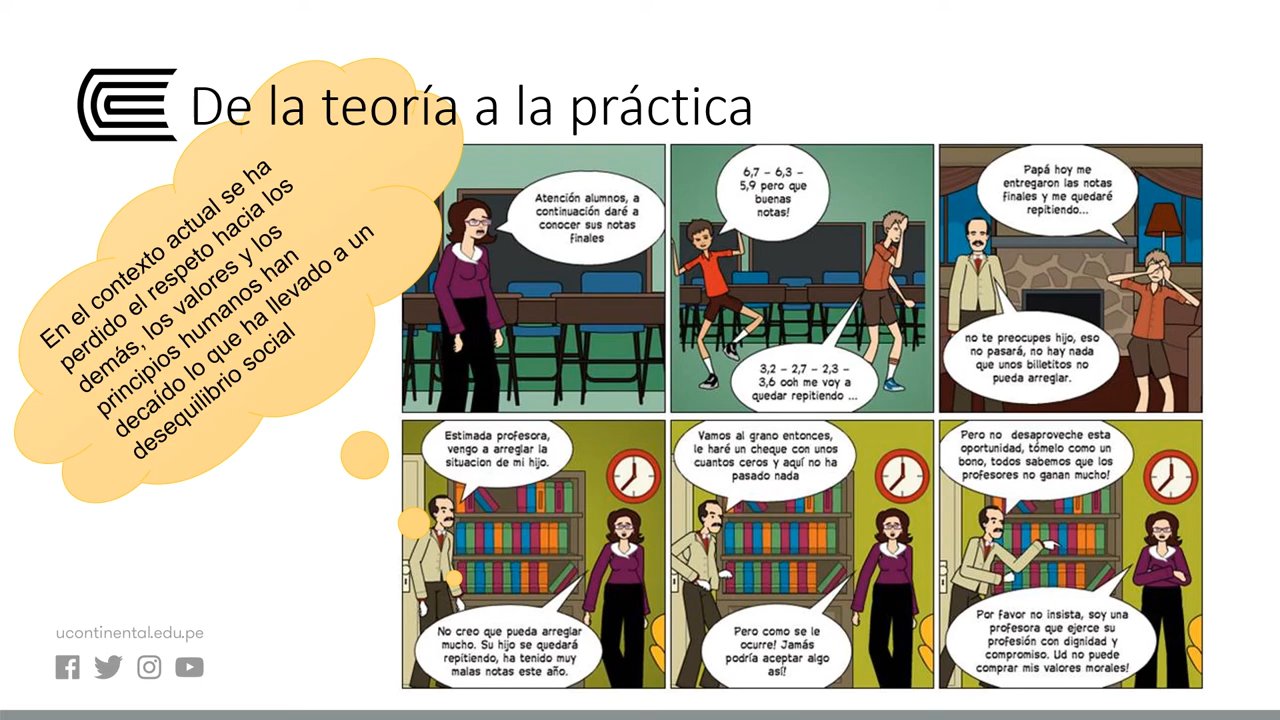 De la teoría a la práctica
En el contexto actual se ha
perdido el respeto hacia los
demás, los valores y los
principios humanos han
decaído lo que ha llevado a un
desequilibrio social
Atención alumnos, a
continuación daré a
conocer sus notas
finales
6,7 - 6,3 -
5,9 pero que
buenas
notas!
3,2 - 2,7 - 2,3 -
3,6 ooh me voy a
quedar repitiendo ...
Papá hoy me
entregaron las notas
finales y me quedaré
repitiendo...
no te preocupes hijo, eso
no pasará, no hay nada
que unos billetitos no
pueda arreglar.
Estimada profesora,
vengo a arreglar la
situacion de mi hijo.
No creo que pueda arreglar
mucho. Su hijo se quedará
repitiendo, ha tenido muy
malas notas este año.
Vamos al grano entonces,
le haré un cheque con unos
cuantos ceros y aquí no ha
pasado nada
Pero como se le
ocurre! Jamás
podría aceptar algo
así!
Pero no desaproveche esta
oportunidad, tómelo como un
bono, todos sabemos que los
profesores no ganan mucho!
Por favor no insista, soy una
profesora que ejerce su
profesión con dignidad y
compromiso. Ud no puede
comprar mis valores morales!
ucontinental.edu.pe